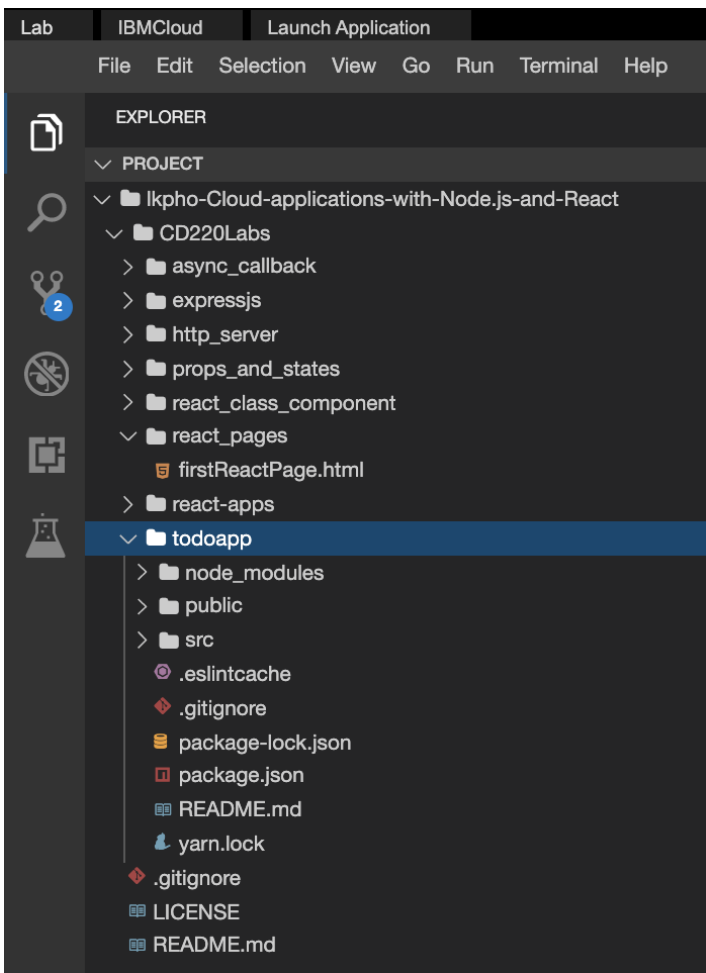 Lab IBMCloud Launch Application
File Edit Selection View Go Run Terminal Help
EXPLORER
PROJECT
lkpho-Cloud-applications-with-Node.js-and-React
CD220Labs
async_callback
expressjs
2
http_server
props_and_states
react_class_component
react_pages
firstReactPage.html
react-apps
todoapp
node_modules
public
src
.eslintcache
.gitignore
package-lock.json
package.json
README.md
yarn.lock
.gitignore
LICENSE
README.md